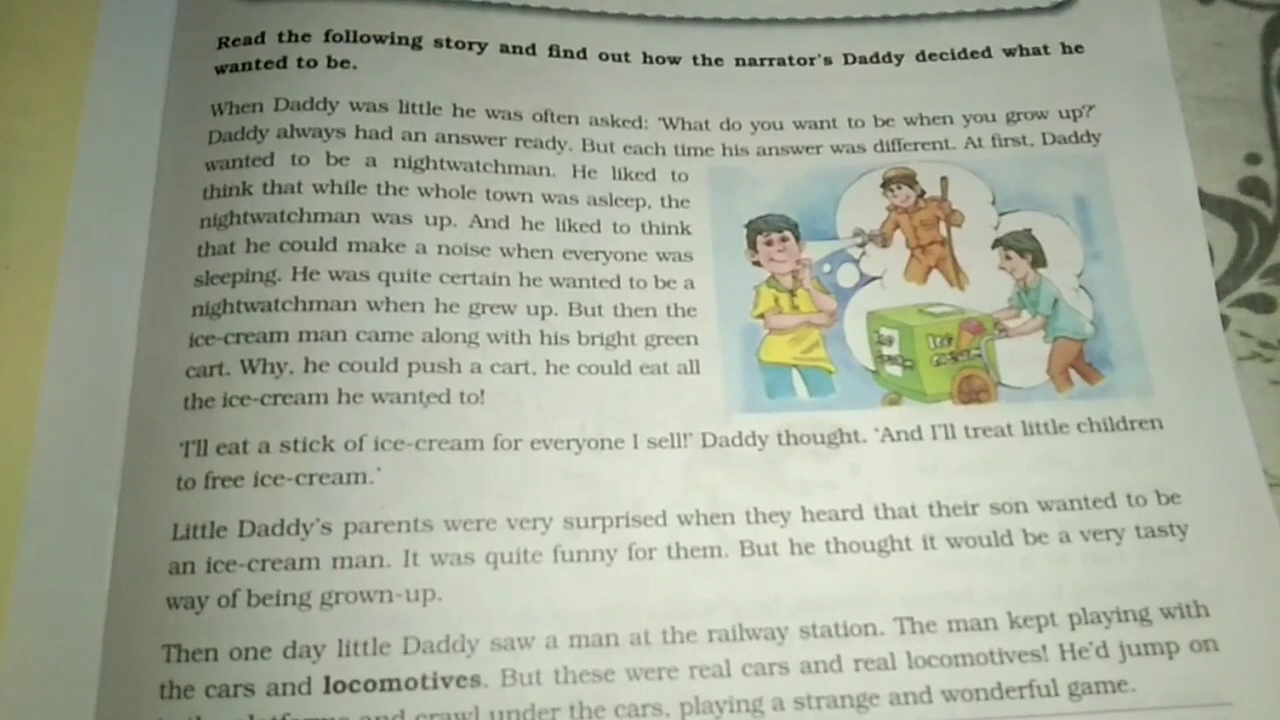 Read the following story and find out how the narrator's Daddy decided what he
wanted to be.
When Daddy was little he was often asked: 'What do you want to be when you grow up?'
Daddy always had an answer ready. But each time his answer was different. At first, Daddy
wanted to be a nightwatchman. He liked to
think that while the whole town was asleep, the
nightwatchman was up. And he liked to think
that he could make a noise when everyone was
sleeping. He was quite certain he wanted to be a
nightwatchman when he grew up. But then the
ice-cream man came along with his bright green
cart. Why, he could push a cart, he could eat all
the ice-cream he wanted to!
'I'll eat a stick of ice-cream for everyone I sell!' Daddy thought. 'And I'll treat little children
to free ice-cream.'
Little Daddy's parents were very surprised when they heard that their son wanted to be
an ice-cream man. It was quite funny for them. But he thought it would be a very tasty
way of being grown-up.
Then one day little Daddy saw a man at the railway station. The man kept playing with
the cars and locomotives. But these were real cars and real locomotives! He'd jump on
and crawl under the cars, playing a strange and wonderful game.